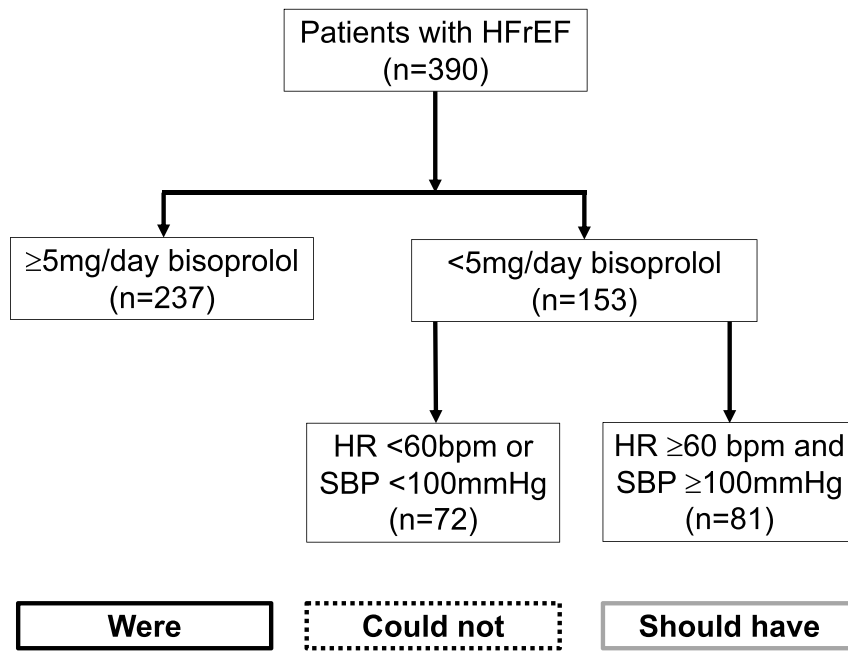 Patients with HFrEF
(n=390)
≥5mg/day bisoprolol
(n=237)
<5mg/day bisoprolol
(n=153)
HR <60bpm or
SBP <100mmHg
(n=72)
HR ≥60 bpm and
SBP ≥100mmHg
(n=81)
Were
Could not
Should have